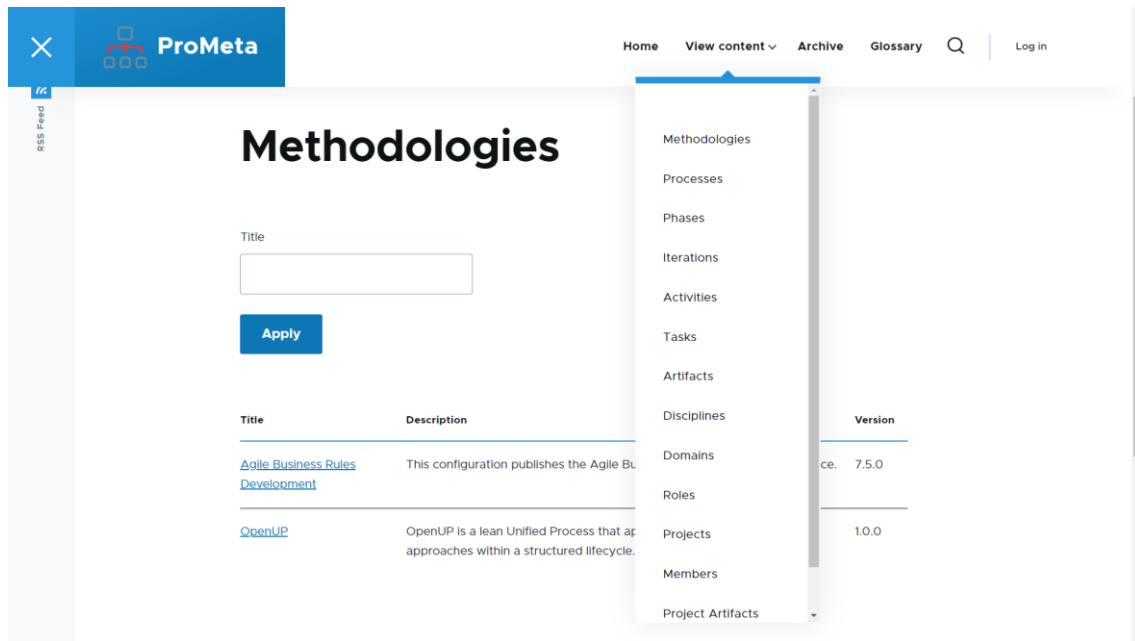 ProMeta
Home View content Archive Glossary Log in
RSS Feed
Methodologies
Title
Apply
Methodologies
Processes
Phases
Iterations
Activities
Tasks
Artifacts
Disciplines
Domains
Roles
Projects
Members
Project Artifacts
Title Description Version
Agile Business Rules This configuration publishes the Agile ce. 7.5.0
Development
OpenUP OpenUP is a lean Unified Process that 1.0.0
approaches within a structured lifecycle.